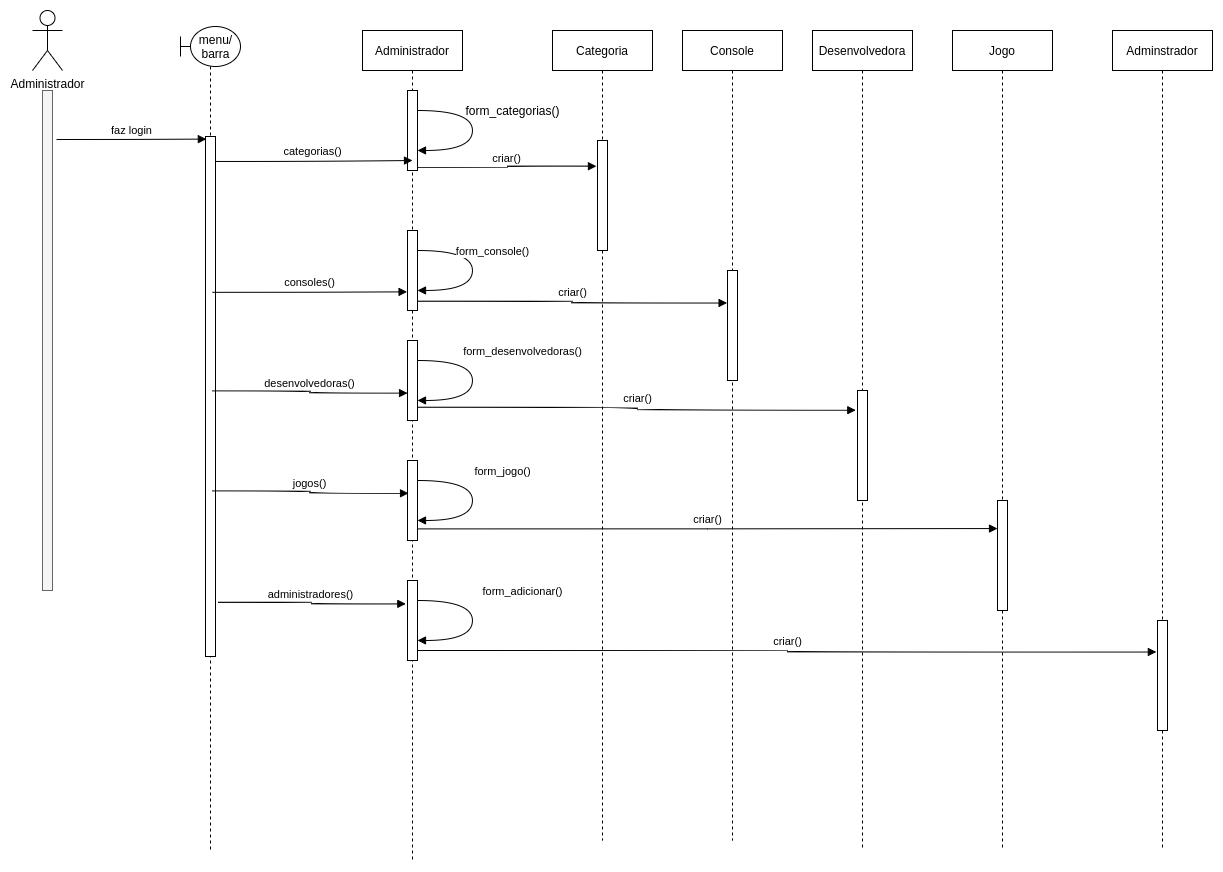 Administrador
menu/
barra
Administrador
Categoria
Console
Desenvolvedora
Jogo
Adminstrador
form_categorias()
faz login
categorias()
criar()
form_console()
consoles()
criar()
form_desenvolvedoras()
desenvolvedoras()
criar()
form_jogo()
jogos()
criar()
form_adicionar()
administradores()
criar()